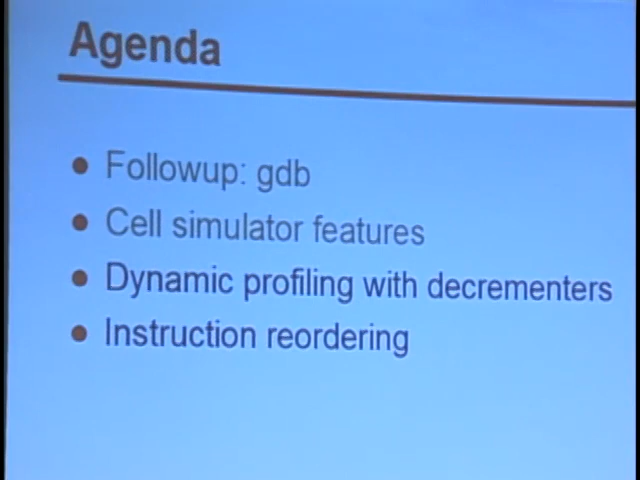 Agenda
● Followup: gdb
● Cell simulator features
● Dynamic profiling with decrementers
● Instruction reordering